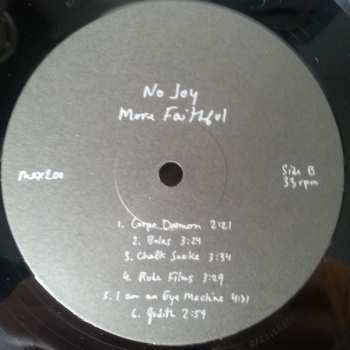 No Joy
More Faithful
mex200
Side B
33 rpm
1. Corpo Daemon 2:21
2. Bolas 3:24
3. Chalk Snake 3:34
4. Rude Films 3:29
5. I am an Eye Machine 4:31
6. Judith 2:59